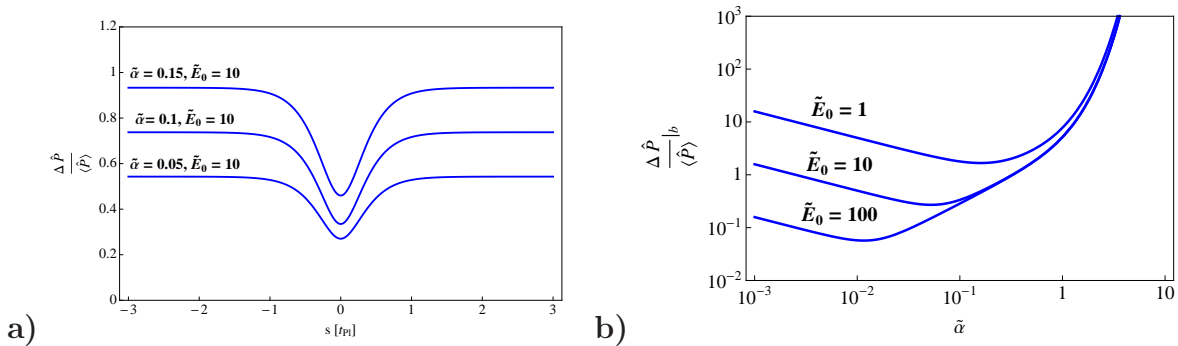 1.2
1
0.8
0.6
0.4
0.2
0
α̃ = 0.15, Ẽ₀ = 10
α̃ = 0.1, Ẽ₀ = 10
α̃ = 0.05, Ẽ₀ = 10
Δ P̂
⟨P̂⟩
-3 -2 -1 0 1 2 3
s [t_Pl]
a)
10³
10²
10
1
10⁻¹
10⁻²
Ẽ₀ = 1
Ẽ₀ = 10
Ẽ₀ = 100
Δ P̂ |_b
⟨P̂⟩
10⁻³ 10⁻² 10⁻¹ 1 10
α̃
b)